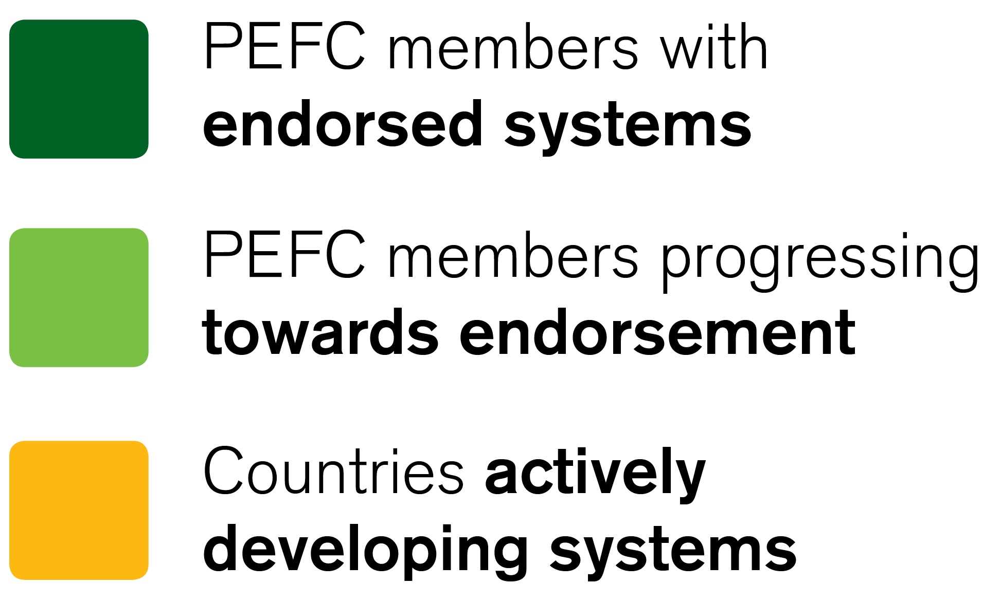 PEFC members with
endorsed systems
PEFC members progressing
towards endorsement
Countries actively
developing systems